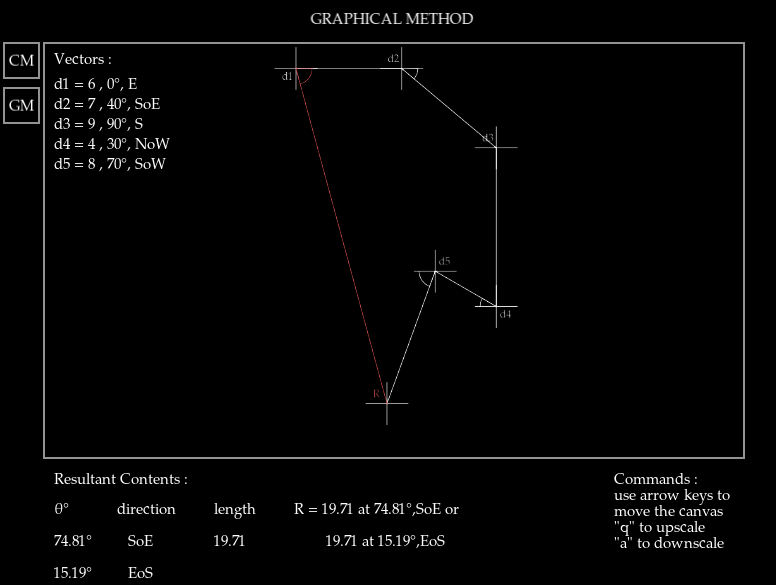 GRAPHICAL METHOD
CM
GM
Vectors :
d1 = 6 , 0°, E
d2 = 7 , 40°, SoE
d3 = 9 , 90°, S
d4 = 4 , 30°, NoW
d5 = 8 , 70°, SoW
d1
d2
d3
d5
d4
R
Resultant Contents :
θ° direction length R = 19.71 at 74.81°,SoE or
74.81° SoE 19.71 19.71 at 15.19°,EoS
15.19° EoS
Commands :
use arrow keys to
move the canvas
"q" to upscale
"a" to downscale